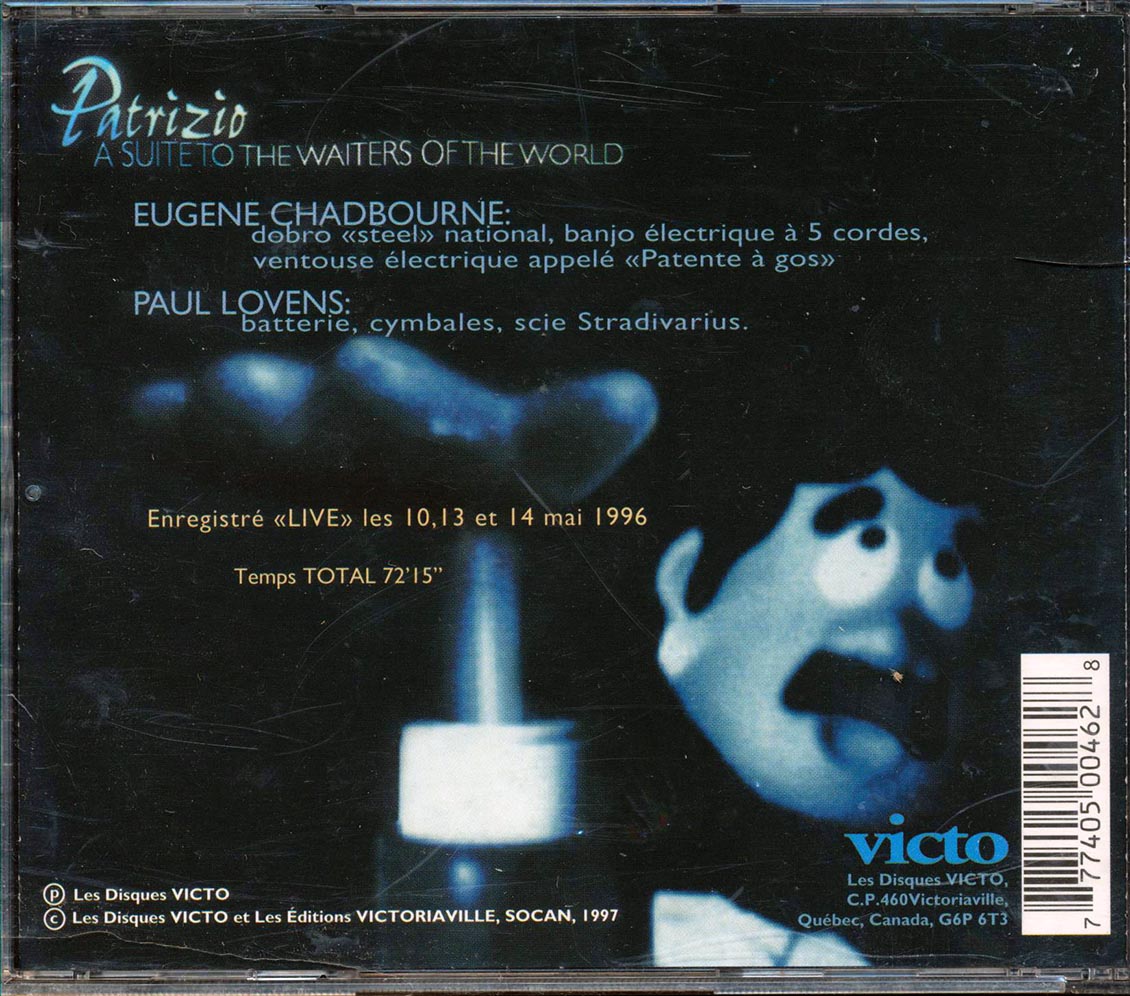 Patrizio
A SUITE TO THE WAITERS OF THE WORLD
EUGENE CHADBOURNE:
dobro «steel» national, banjo électrique à 5 cordes,
ventouse électrique appelé «Patente à gos»
PAUL LOVENS:
batterie, cymbales, scie Stradivarius.
Enregistré «LIVE» les 10,13 et 14 mai 1996
Temps TOTAL 72'15”
victo
Les Disques VICTO,
C.P.460Victoriaville,
Québec, Canada, G6P 6T3
Ⓟ Les Disques VICTO
© Les Disques VICTO et Les Éditions VICTORIAVILLE, SOCAN, 1997
7 77405 00462 8